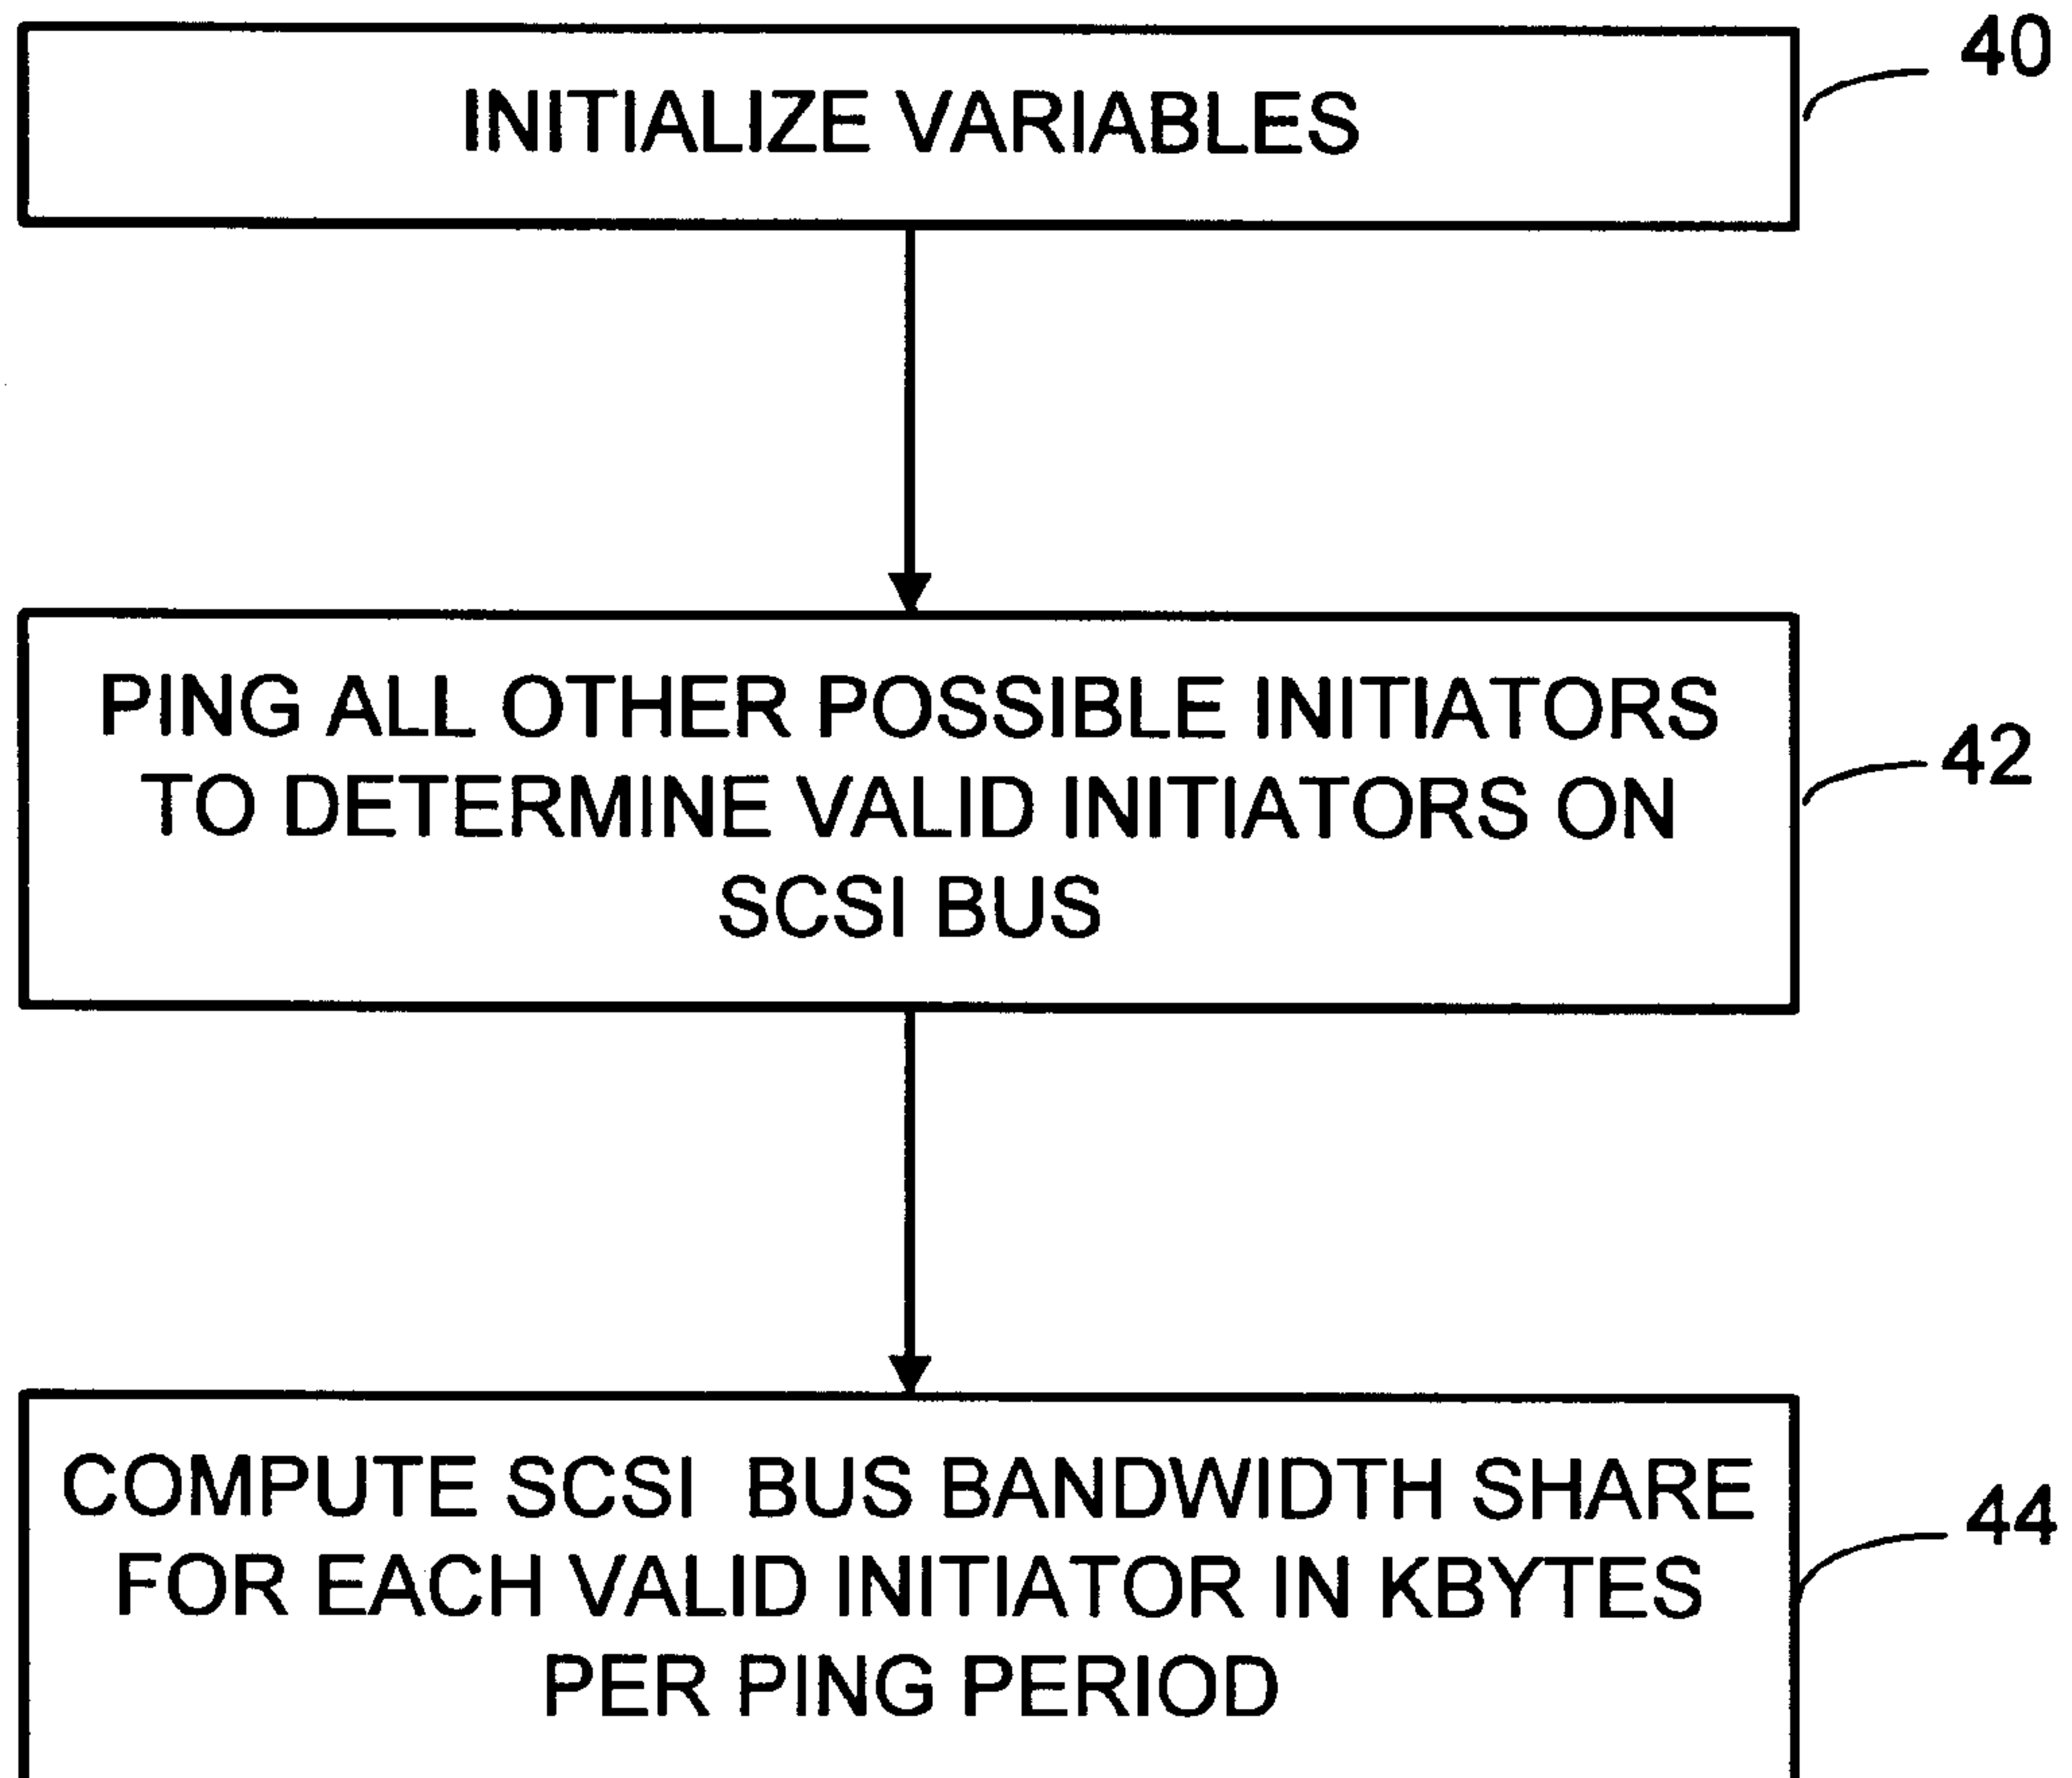 INITIALIZE VARIABLES
40
PING ALL OTHER POSSIBLE INITIATORS
TO DETERMINE VALID INITIATORS ON
SCSI BUS
42
COMPUTE SCSI BUS BANDWIDTH SHARE
FOR EACH VALID INITIATOR IN KBYTES
PER PING PERIOD
44